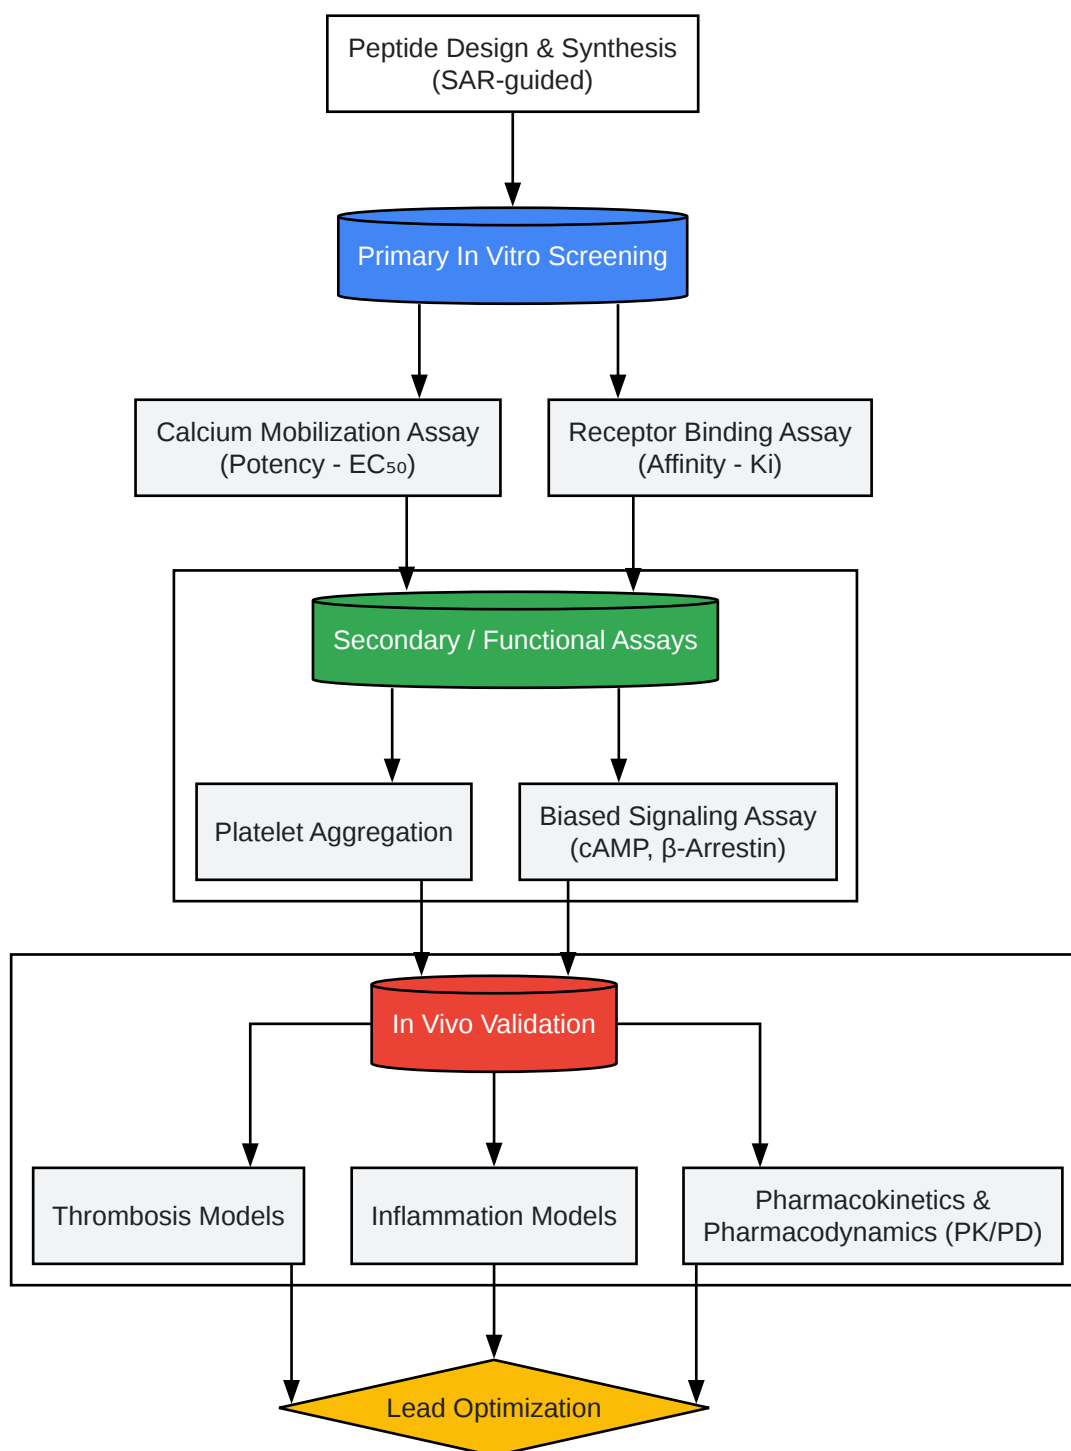 Peptide Design & Synthesis
(SAR-guided)
Primary In Vitro Screening
Calcium Mobilization Assay
(Potency - EC₅₀)
Receptor Binding Assay
(Affinity - Ki)
Secondary / Functional Assays
Platelet Aggregation
Biased Signaling Assay
(cAMP, β-Arrestin)
In Vivo Validation
Thrombosis Models
Inflammation Models
Pharmacokinetics &
Pharmacodynamics (PK/PD)
Lead Optimization